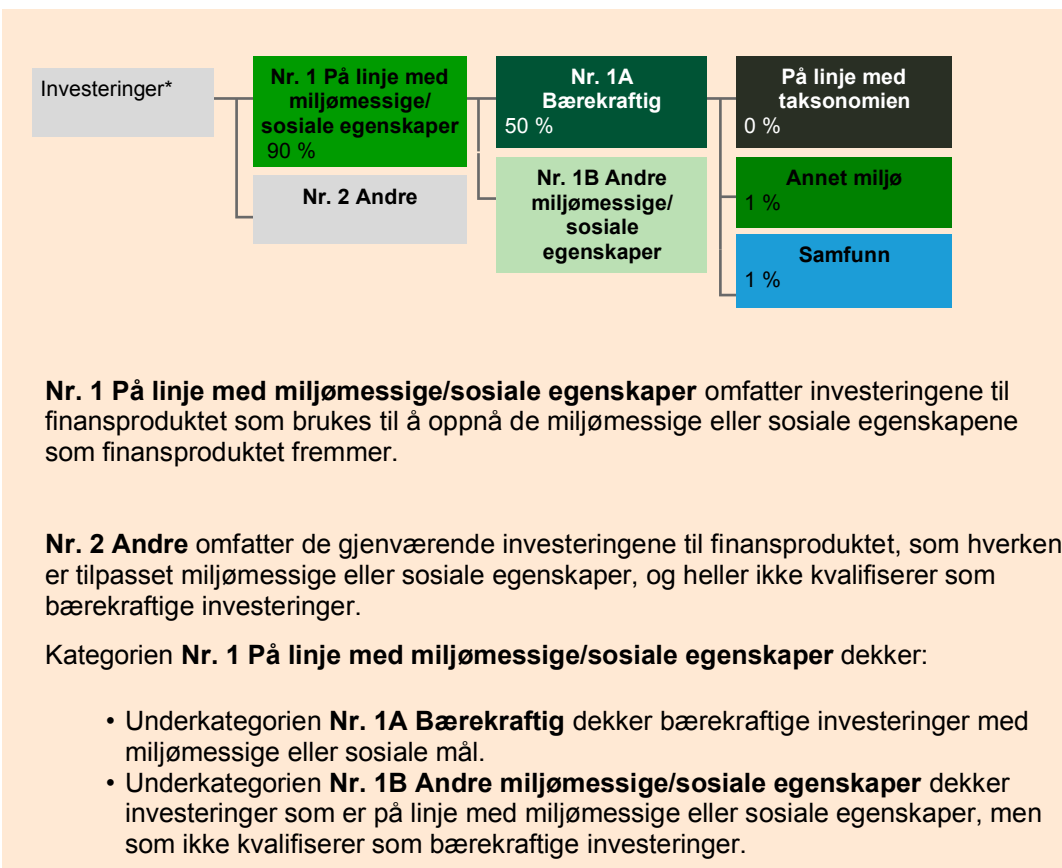 Investeringer*
Nr. 1 På linje med
miljømessige/
sosiale egenskaper
90 %
Nr. 2 Andre
Nr. 1A
Bærekraftig
50 %
Nr. 1B Andre
miljømessige/
sosiale
egenskaper
På linje med
taksonomien
0 %
Annet miljø
1 %
Samfunn
1 %
Nr. 1 På linje med miljømessige/sosiale egenskaper omfatter investeringene til
finansproduktet som brukes til å oppnå de miljømessige eller sosiale egenskapene
som finansproduktet fremmer.
Nr. 2 Andre omfatter de gjenværende investeringene til finansproduktet, som hverken
er tilpasset miljømessige eller sosiale egenskaper, og heller ikke kvalifiserer som
bærekraftige investeringer.
Kategorien Nr. 1 På linje med miljømessige/sosiale egenskaper dekker:
• Underkategorien Nr. 1A Bærekraftig dekker bærekraftige investeringer med
miljømessige eller sosiale mål.
• Underkategorien Nr. 1B Andre miljømessige/sosiale egenskaper dekker
investeringer som er på linje med miljømessige eller sosiale egenskaper, men
som ikke kvalifiserer som bærekraftige investeringer.